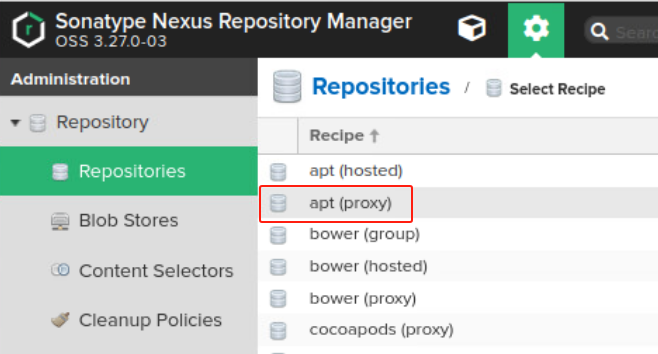 Sonatype Nexus Repository Manager
OSS 3.27.0-03
Search
Administration
Repositories / Select Recipe
Repository
Recipe
Repositories
apt (hosted)
apt (proxy)
Blob Stores
bower (group)
Content Selectors
bower (hosted)
bower (proxy)
Cleanup Policies
cocoapods (proxy)